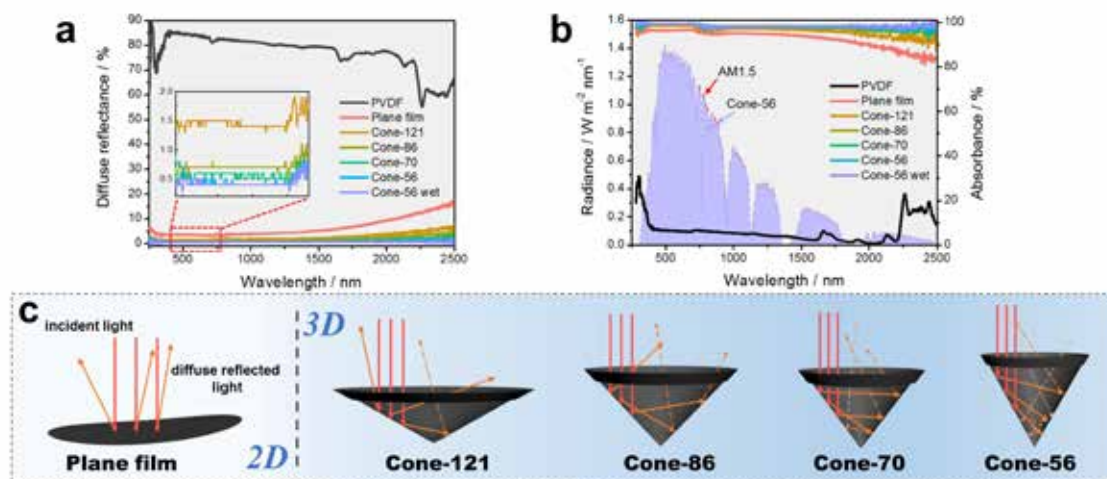 a
Diffuse reflectance / %
90
80
70
60
50
40
30
20
10
0
2.0
1.5
1.0
0.5
PVDF
Plane film
Cone-121
Cone-86
Cone-70
Cone-56
Cone-56 wet
500 1000 1500 2000 2500
Wavelength / nm
b
Radiance / W m⁻² nm⁻¹
1.6
1.4
1.2
1.0
0.8
0.6
0.4
0.2
0.0
AM1.5
Cone-56
PVDF
Plane film
Cone-121
Cone-86
Cone-70
Cone-56
Cone-56 wet
100
80
60
40
20
0
Absorbance / %
500 1000 1500 2000 2500
Wavelength / nm
c
incident light
diffuse reflected
light
Plane film
2D
3D
Cone-121
Cone-86
Cone-70
Cone-56